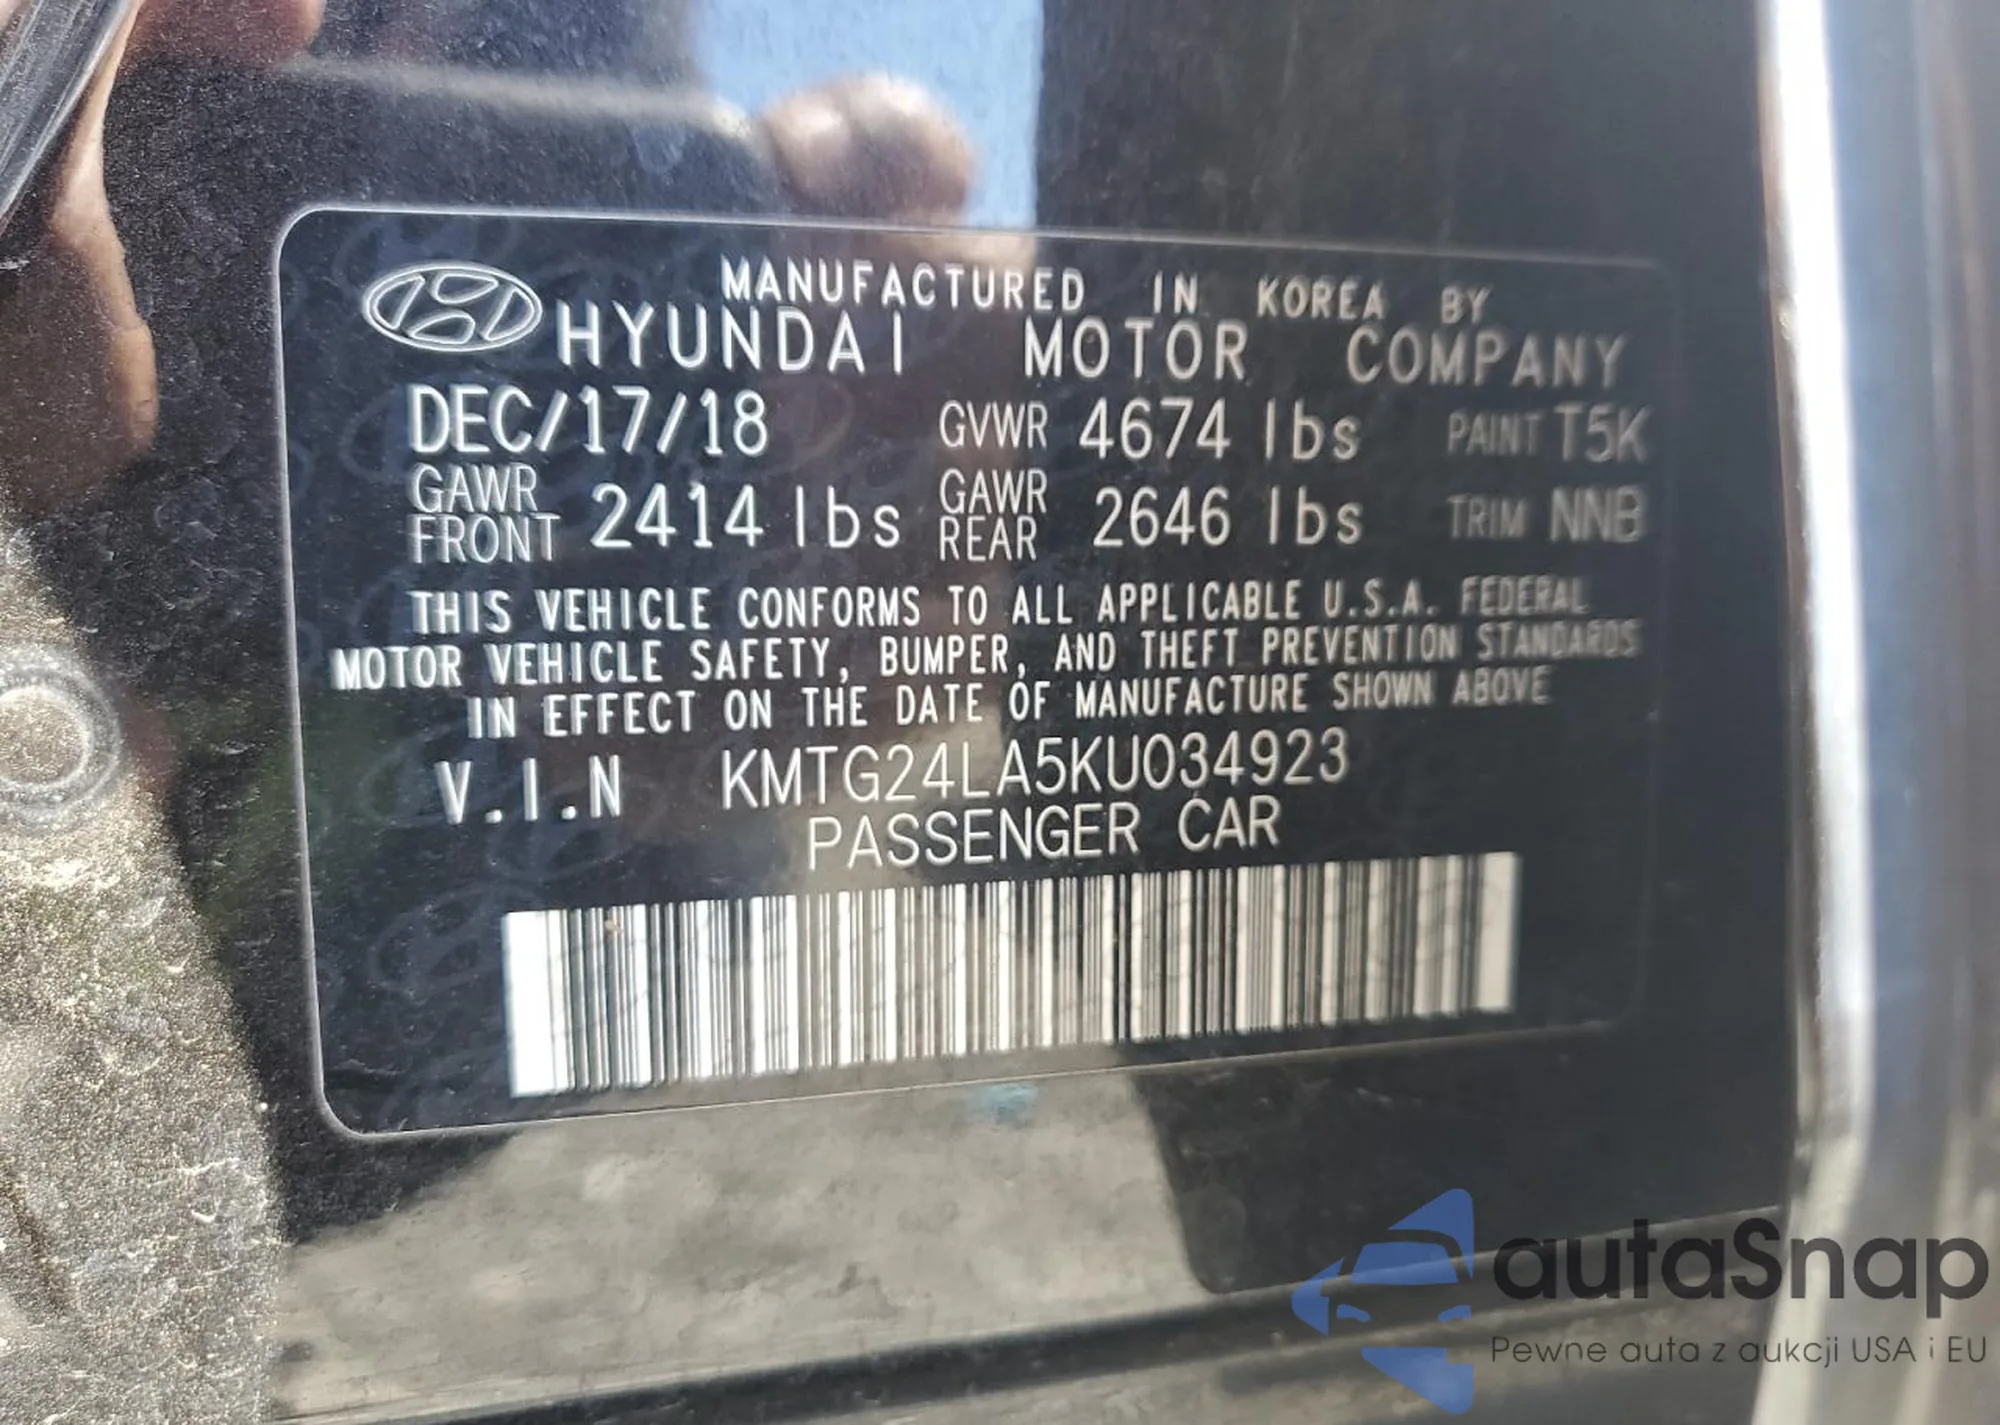 MANUFACTURED IN KOREA BY
HYUNDAI MOTOR COMPANY
DEC/17/18 GVWR 4674 lbs PAINT T5K
GAWR FRONT 2414 lbs GAWR REAR 2646 lbs TRIM NNB
THIS VEHICLE CONFORMS TO ALL APPLICABLE U.S.A. FEDERAL
MOTOR VEHICLE SAFETY, BUMPER, AND THEFT PREVENTION STANDARDS
IN EFFECT ON THE DATE OF MANUFACTURE SHOWN ABOVE
V.I.N KMTG24LA5KU034923
PASSENGER CAR
autaSnap
Pewne auta z aukcji USA i EU